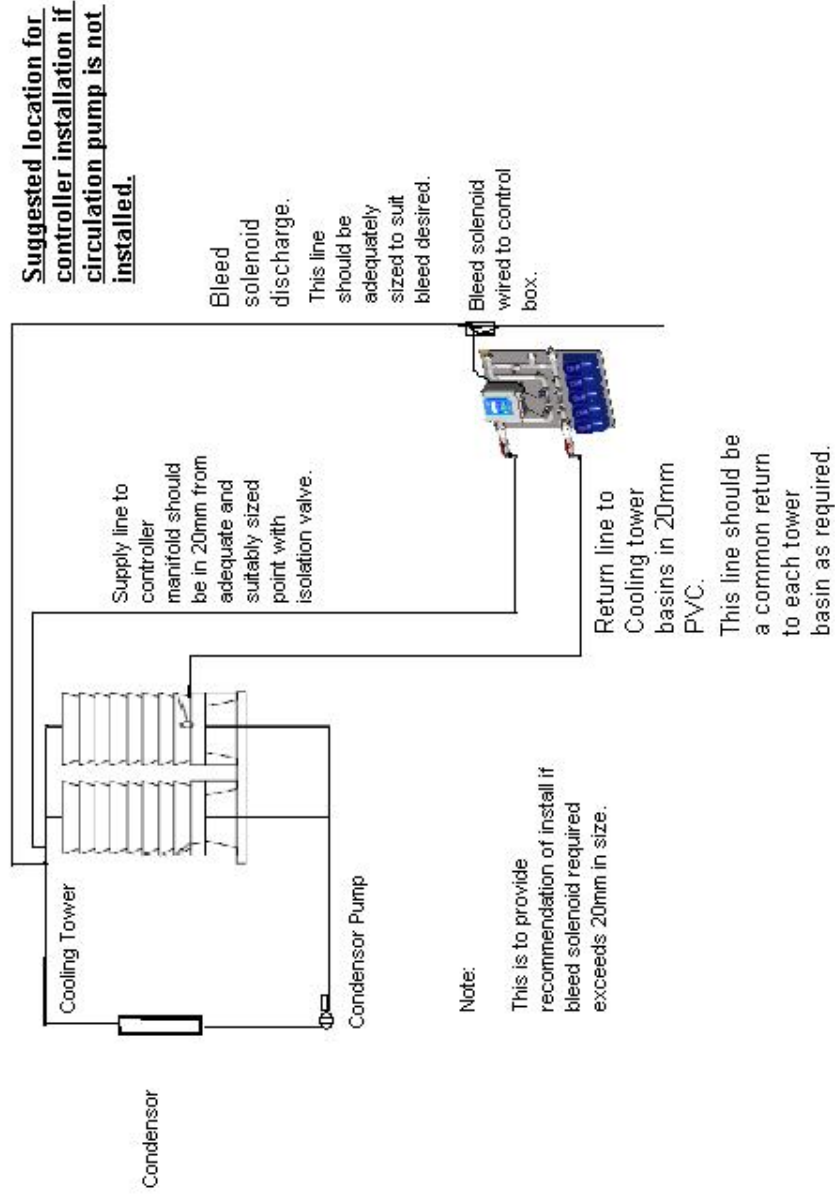 Suggested location for
controller installation if
circulation pump is not
installed.
Bleed
solenoid
discharge.
This line
should be
adequately
sized to suit
bleed desired.
Bleed solenoid
wired to control
box.
Supply line to
controller
manifold should
be in 20mm from
adequate and
suitably sized
point with
isolation valve.
Return line to
Cooling tower
basins in 20mm
PVC.
This line should be
a common return
to each tower
basin as required.
Cooling Tower
Condensor
Condensor Pump
Note:
This is to provide
recommendation of install if
bleed solenoid required
exceeds 20mm in size.